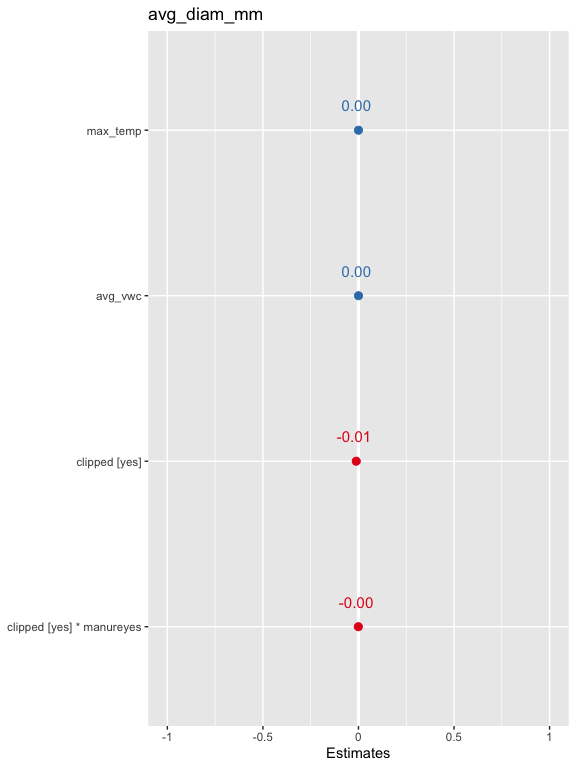 avg_diam_mm
0.00
max_temp
0.00
avg_vwc
-0.01
clipped [yes]
-0.00
clipped [yes] * manureyes
-1 -0.5 0 0.5 1
Estimates